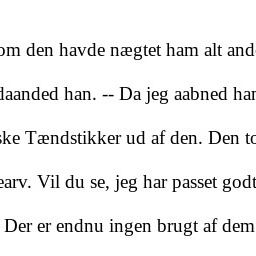 om den havde nægtet ham alt and
daanded han. -- Da jeg aabned han
ske Tændstikker ud af den. Den to
earv. Vil du se, jeg har passet godt
Der er endnu ingen brugt af dem